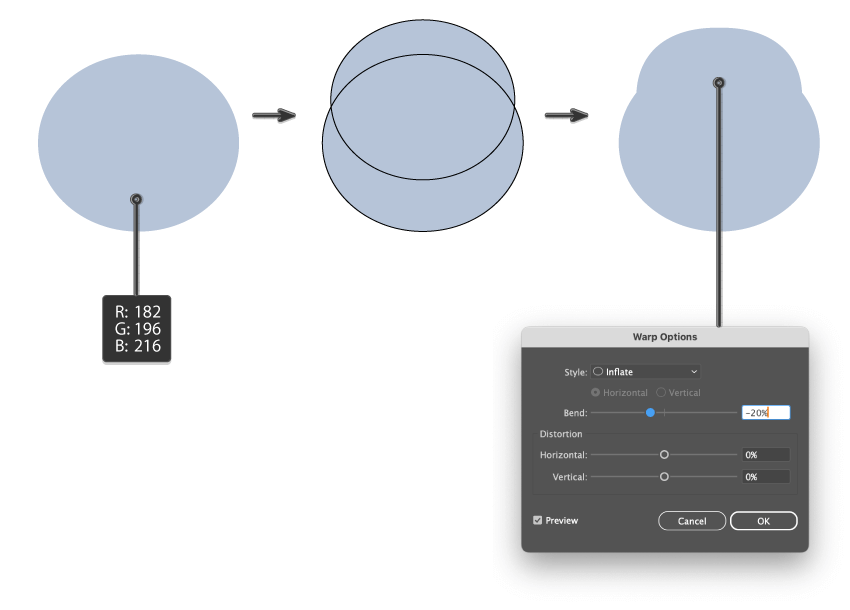 R: 182
G: 196
B: 216
Warp Options
Style: Inflate
Horizontal Vertical
Bend: -20%
Distortion
Horizontal: 0%
Vertical: 0%
Preview Cancel OK